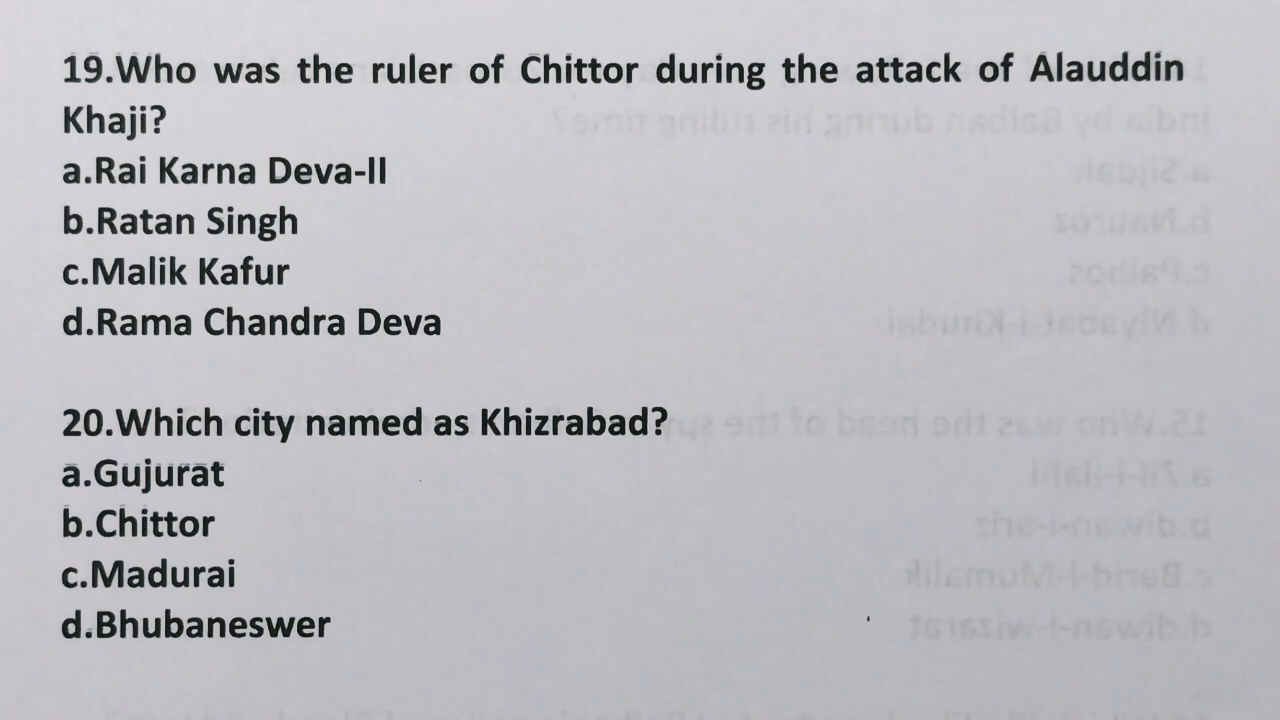 19.Who was the ruler of Chittor during the attack of Alauddin
Khaji?
a.Rai Karna Deva-II
b.Ratan Singh
c.Malik Kafur
d.Rama Chandra Deva
20.Which city named as Khizrabad?
a.Gujurat
b.Chittor
c.Madurai
d.Bhubaneswer